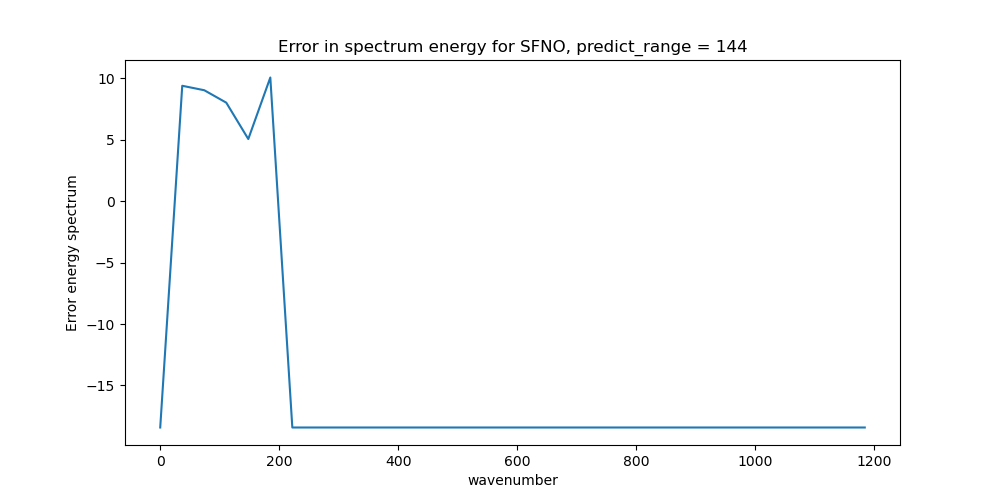 Error in spectrum energy for SFNO, predict_range = 144
10
5
0
−5
−10
−15
Error energy spectrum
0 200 400 600 800 1000 1200
wavenumber